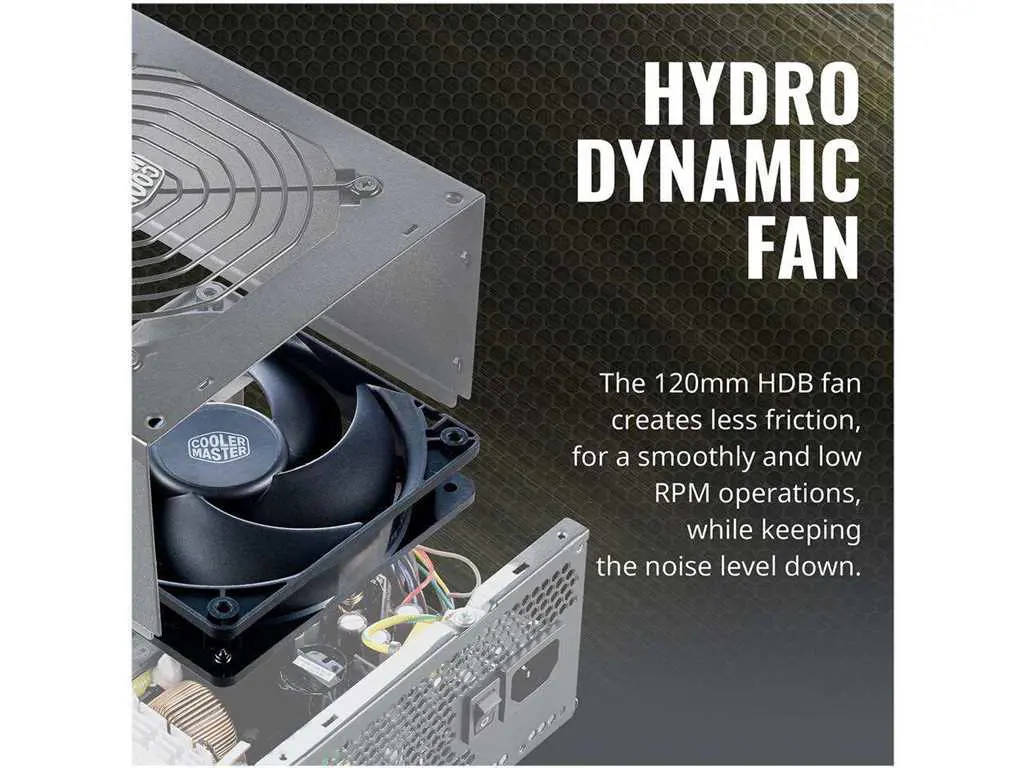 HYDRO
DYNAMIC
FAN
The 120mm HDB fan
creates less friction,
for a smoothly and low
RPM operations,
while keeping
the noise level down.
COOLER
MASTER